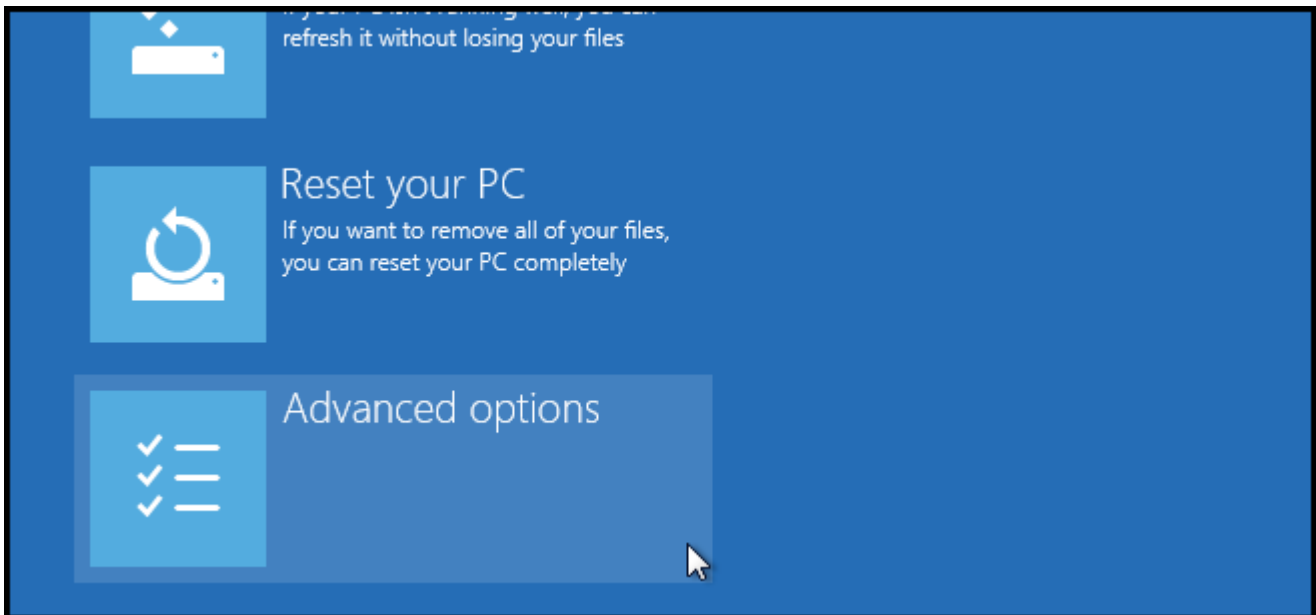 refresh it without losing your files
Reset your PC
If you want to remove all of your files,
you can reset your PC completely
Advanced options